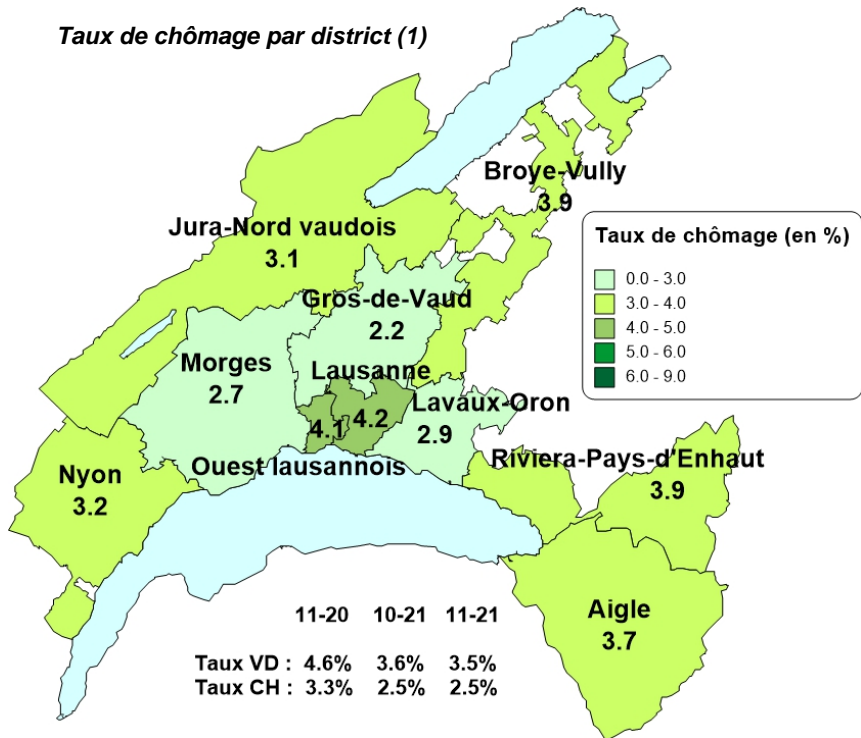 Taux de chômage par district (1)
Broye-Vully
3.9
Jura-Nord vaudois
3.1
Taux de chômage (en %)
0.0 - 3.0
3.0 - 4.0
4.0 - 5.0
5.0 - 6.0
6.0 - 9.0
Gros-de-Vaud
2.2
Morges
2.7
Lausanne
4.2
4.1
Lavaux-Oron
2.9
Ouest lausannois
Riviera-Pays-d'Enhaut
3.9
Nyon
3.2
Aigle
3.7
11-20 10-21 11-21
Taux VD : 4.6% 3.6% 3.5%
Taux CH : 3.3% 2.5% 2.5%